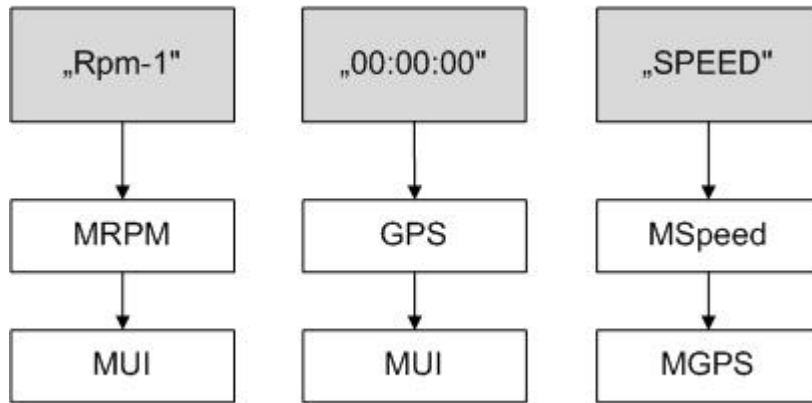 „Rpm-1"
„00:00:00"
„SPEED"
MRPM
GPS
MSpeed
MUI
MUI
MGPS